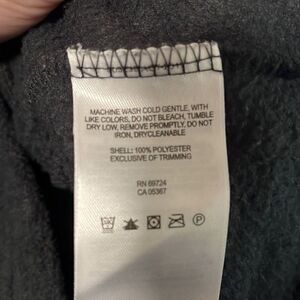 MACHINE WASH COLD GENTLE, WITH
LIKE COLORS, DO NOT BLEACH, TUMBLE
DRY LOW, REMOVE PROMPTLY, DO NOT
IRON, DRYCLEANABLE
SHELL: 100% POLYESTER
EXCLUSIVE OF TRIMMING
RN 69724
CA 05367
P